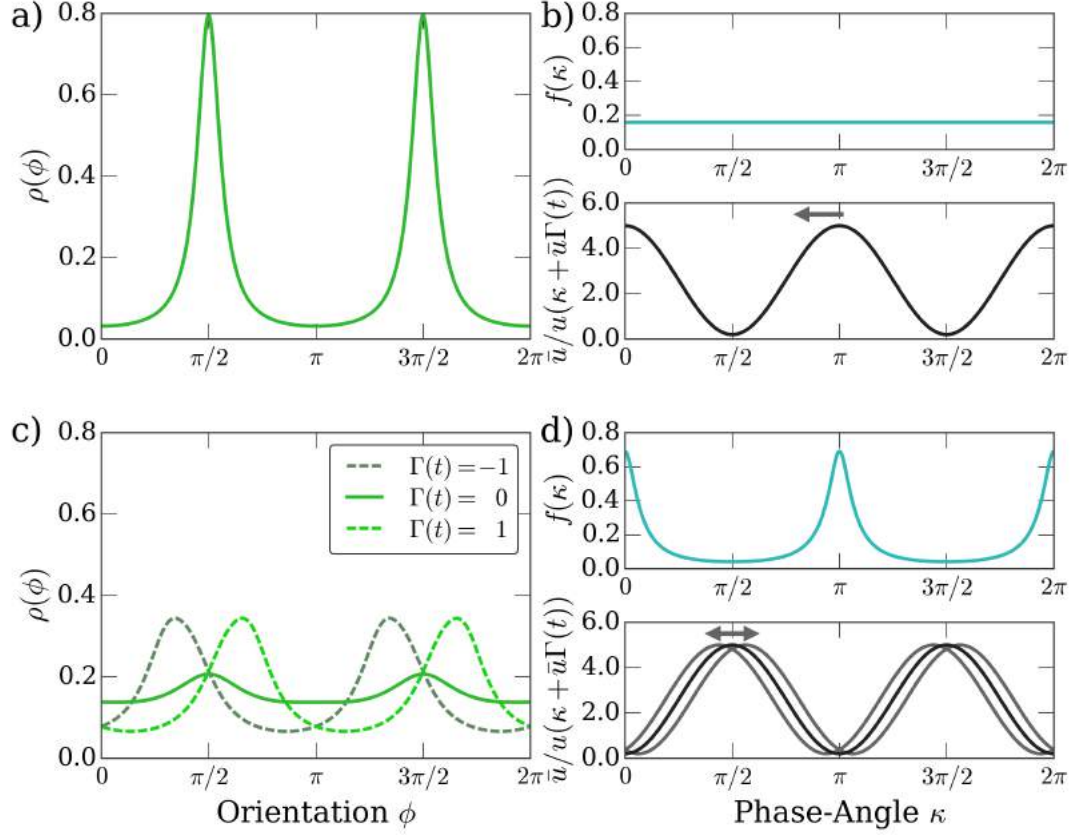 a)
0.8
0.6
0.4
0.2
0.0
ρ(ϕ)
0
π/2
π
3π/2
2π
b)
0.8
0.6
0.4
0.2
0.0
f(κ)
0
π/2
π
3π/2
2π
6.0
4.0
2.0
0.0
ū/u(κ+ūΓ(t))
0
π/2
π
3π/2
2π
c)
0.8
0.6
0.4
0.2
0.0
ρ(ϕ)
Γ(t)=−1
Γ(t)= 0
Γ(t)= 1
0
π/2
π
3π/2
2π
Orientation ϕ
d)
0.8
0.6
0.4
0.2
0.0
f(κ)
0
π/2
π
3π/2
2π
6.0
4.0
2.0
0.0
ū/u(κ+ūΓ(t))
0
π/2
π
3π/2
2π
Phase-Angle κ